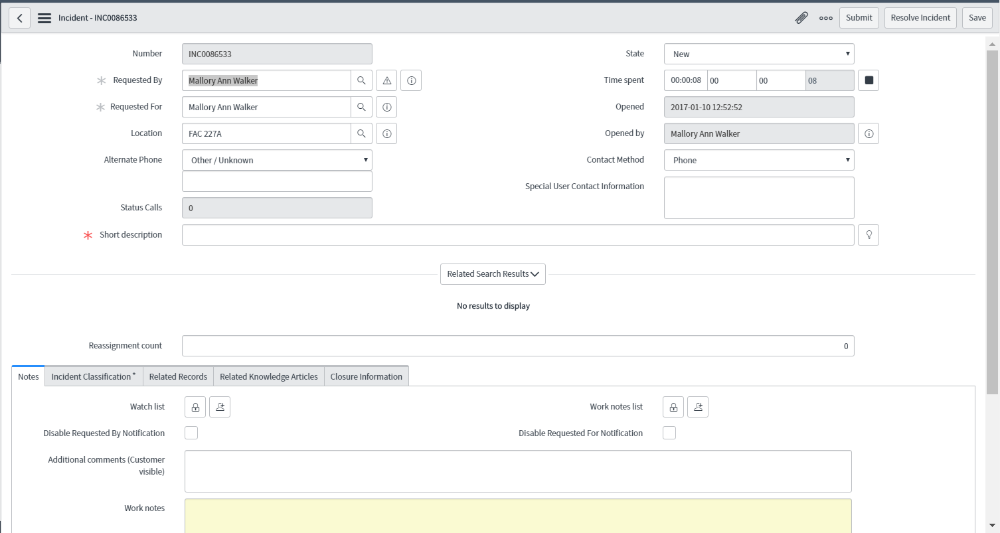 Incident - INC0086533
Submit
Resolve Incident
Save
Number
INC0086533
State
New
Requested By
Mallory Ann Walker
Time spent
00:00:08 00 00 08
Requested For
Mallory Ann Walker
Opened
2017-01-10 12:52:52
Location
FAC 227A
Opened by
Mallory Ann Walker
Alternate Phone
Other / Unknown
Contact Method
Phone
Special User Contact Information
Status Calls
0
Short description
Related Search Results
No results to display
Reassignment count
0
Notes
Incident Classification *
Related Records
Related Knowledge Articles
Closure Information
Watch list
Work notes list
Disable Requested By Notification
Disable Requested For Notification
Additional comments (Customer
visible)
Work notes